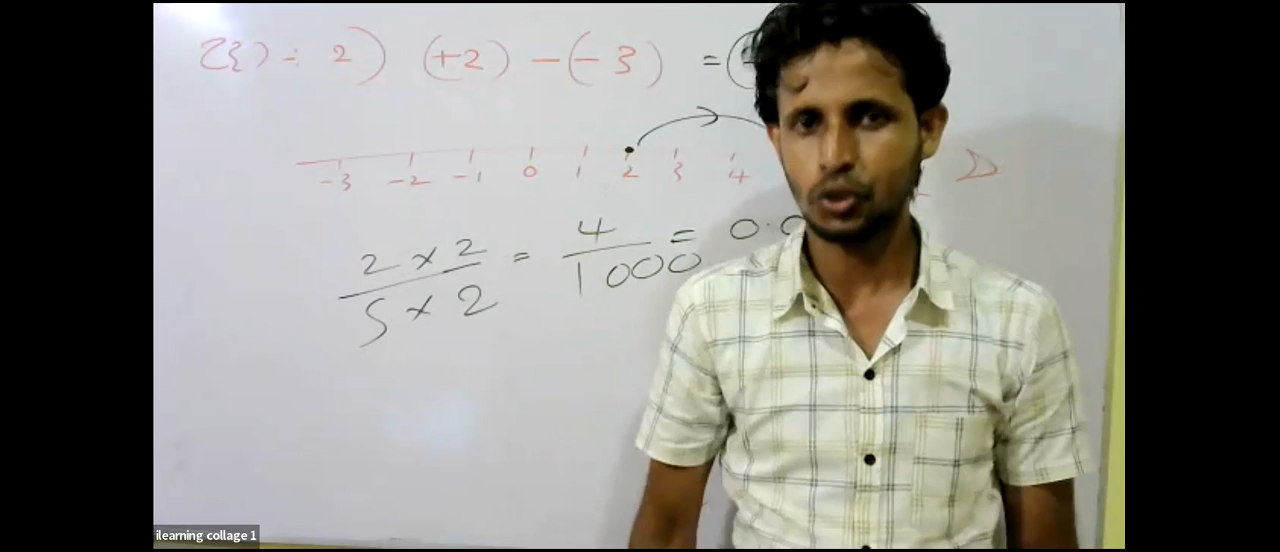 2) (+2) - (-3) = (
-3 -2 -1 0 1 2 3 4
2 × 2 / 5 × 2 = 4 / 1000 = 0.0
ilearning collage 1